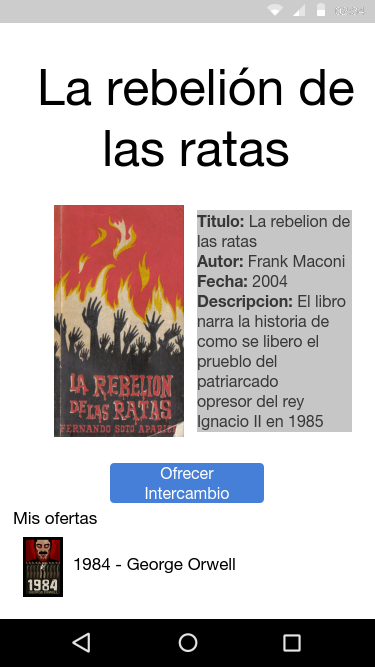 La rebelión de
las ratas
LA REBELION
DE LAS RATAS
FERNANDO SOTO APARICIO
Titulo: La rebelion de
las ratas
Autor: Frank Maconi
Fecha: 2004
Descripcion: El libro
narra la historia de
como se libero el
prueblo del
patriarcado
opresor del rey
Ignacio II en 1985
Ofrecer
Intercambio
Mis ofertas
1984
1984 - George Orwell